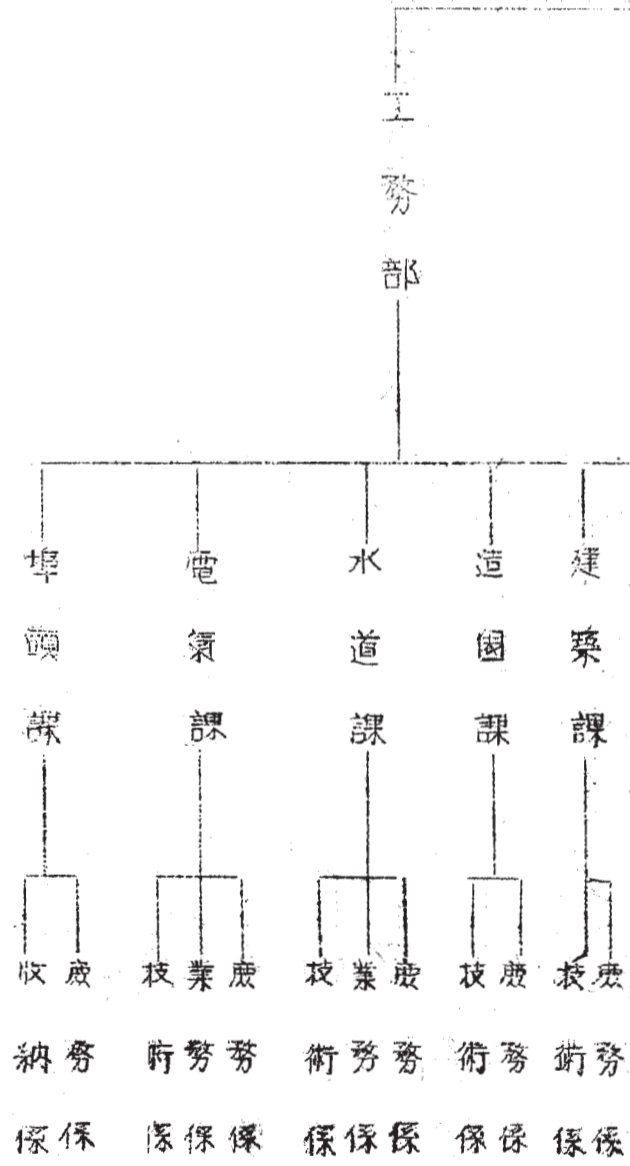 工務部
建築課
造園課
水道課
電氣課
埠頭課
庶務係
技術係
庶務係
技術係
庶務係
業務係
技術係
庶務係
業務係
技術係
庶務係
收納係